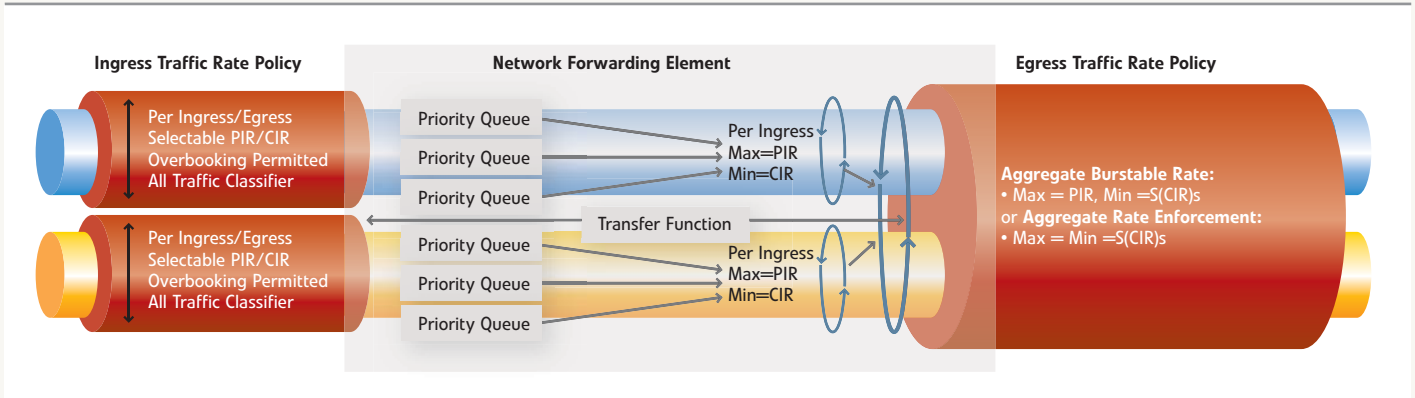 Ingress Traffic Rate Policy
Network Forwarding Element
Egress Traffic Rate Policy
Per Ingress/Egress
Selectable PIR/CIR
Overbooking Permitted
All Traffic Classifier
Priority Queue
Priority Queue
Priority Queue
Per Ingress
Max=PIR
Min=CIR
Transfer Function
Per Ingress/Egress
Selectable PIR/CIR
Overbooking Permitted
All Traffic Classifier
Priority Queue
Priority Queue
Priority Queue
Per Ingress
Max=PIR
Min=CIR
Aggregate Burstable Rate:
• Max = PIR, Min =S(CIR)s
or Aggregate Rate Enforcement:
• Max = Min =S(CIR)s